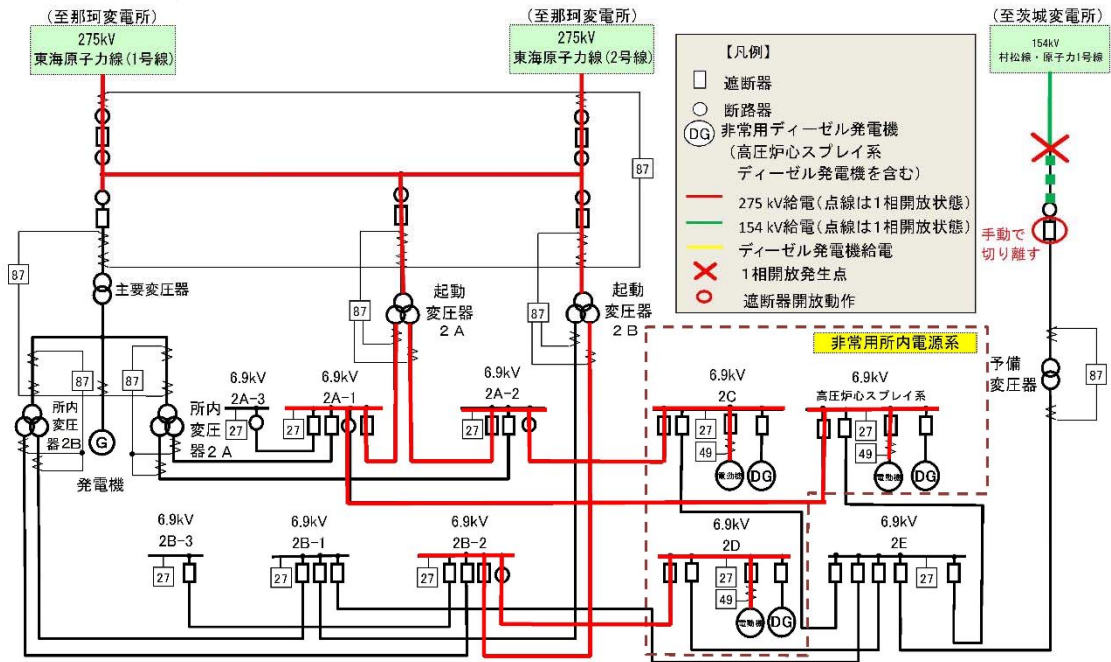 (至那珂変電所)
275kV
東海原子力線(1号線)
(至那珂変電所)
275kV
東海原子力線(2号線)
(至茨城変電所)
154kV
村松線・原子力1号線
【凡例】
遮断器
断路器
DG 非常用ディーゼル発電機
(高圧炉心スプレイ系
ディーゼル発電機を含む)
275 kV給電(点線は1相開放状態)
154 kV給電(点線は1相開放状態)
ディーゼル発電機給電
1相開放発生点
遮断器開放動作
手動で
切り離す
87
87
主要変圧器
87
起動
変圧器
2A
87
起動
変圧器
2B
87
予備
変圧器
非常用所内電源系
87
87
所内
変圧
器2B
G
発電機
所内
変圧
器2A
6.9kV
2A-3
27
6.9kV
2A-1
27
6.9kV
2A-2
27
6.9kV
2C
27
49
電動機
DG
6.9kV
高圧炉心スプレイ系
27
49
電動機
DG
6.9kV
2B-3
27
6.9kV
2B-1
27
6.9kV
2B-2
27
6.9kV
2D
27
49
電動機
DG
6.9kV
2E
27